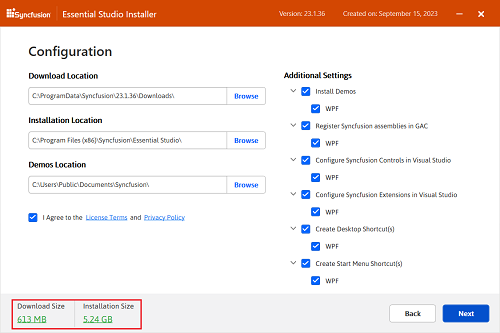 Syncfusion
Essential Studio Installer
Version: 23.1.36
Created on: September 15, 2023
Configuration
Download Location
C:\ProgramData\Syncfusion\23.1.36\Downloads\
Browse
Installation Location
C:\Program Files (x86)\Syncfusion\Essential Studio\
Browse
Demos Location
C:\Users\Public\Documents\Syncfusion\
Browse
I Agree to the License Terms and Privacy Policy
Additional Settings
Install Demos
WPF
Register Syncfusion assemblies in GAC
WPF
Configure Syncfusion Controls in Visual Studio
WPF
Configure Syncfusion Extensions in Visual Studio
WPF
Create Desktop Shortcut(s)
WPF
Create Start Menu Shortcut(s)
WPF
Download Size
613 MB
Installation Size
5.24 GB
Back
Next